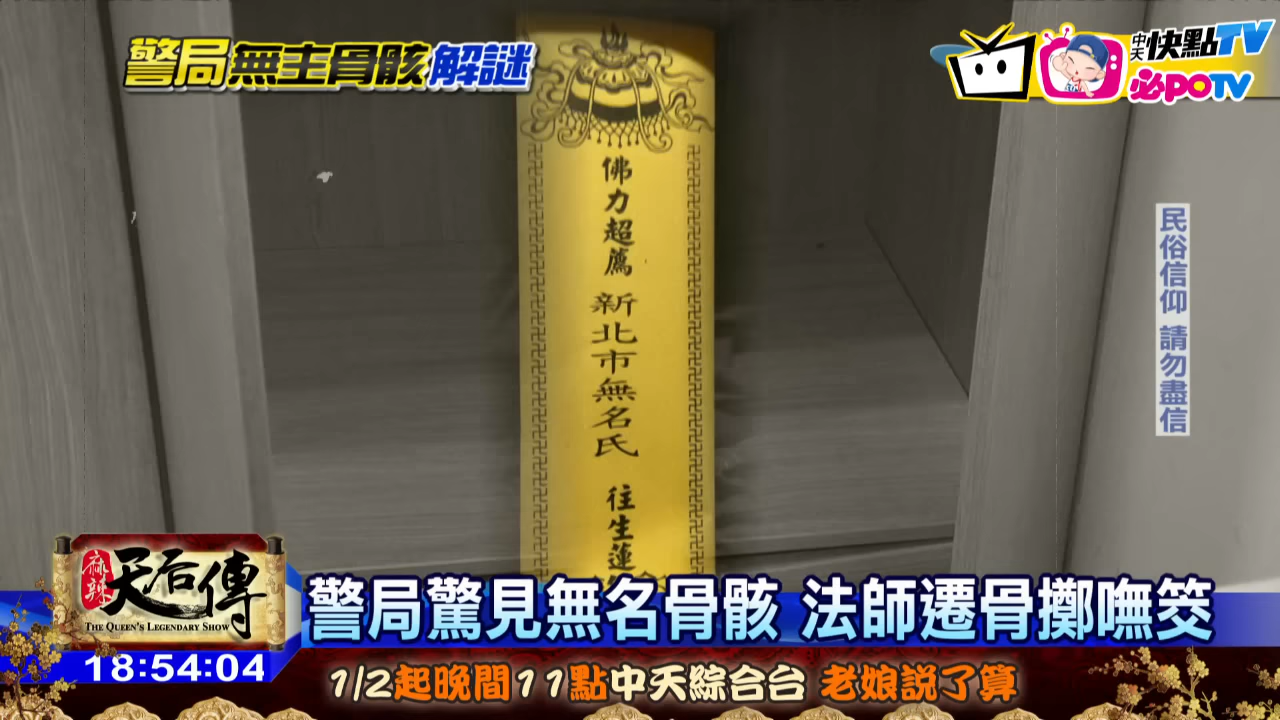 警局無主骨骸解謎
中天
快點TV
必POTV
佛力超薦
新北市無名氏
往生蓮
民俗信仰 請勿盡信
麻辣
天后傳
THE QUEEN'S LEGENDARY SHOW
警局驚見無名骨骸 法師遷骨擲嘸筊
18:54:04
1/2起晚間11點中天綜合台 老娘説了算